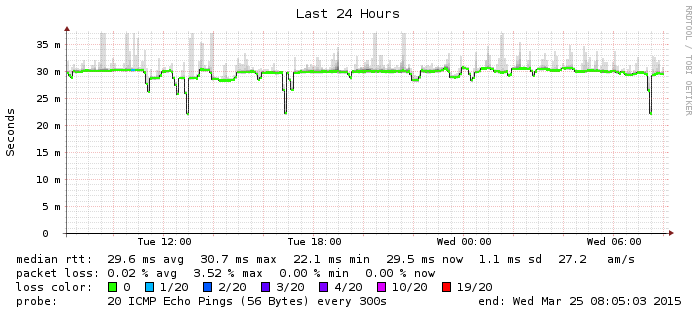 Last 24 Hours
RRDTOOL / TOBI OETIKER
Seconds
35 m
30 m
25 m
20 m
15 m
10 m
5 m
0
Tue 12:00 Tue 18:00 Wed 00:00 Wed 06:00
median rtt: 29.6 ms avg 30.7 ms max 22.1 ms min 29.5 ms now 1.1 ms sd 27.2 am/s
packet loss: 0.02 % avg 3.52 % max 0.00 % min 0.00 % now
loss color: 0 1/20 2/20 3/20 4/20 10/20 19/20
probe: 20 ICMP Echo Pings (56 Bytes) every 300s end: Wed Mar 25 08:05:03 2015